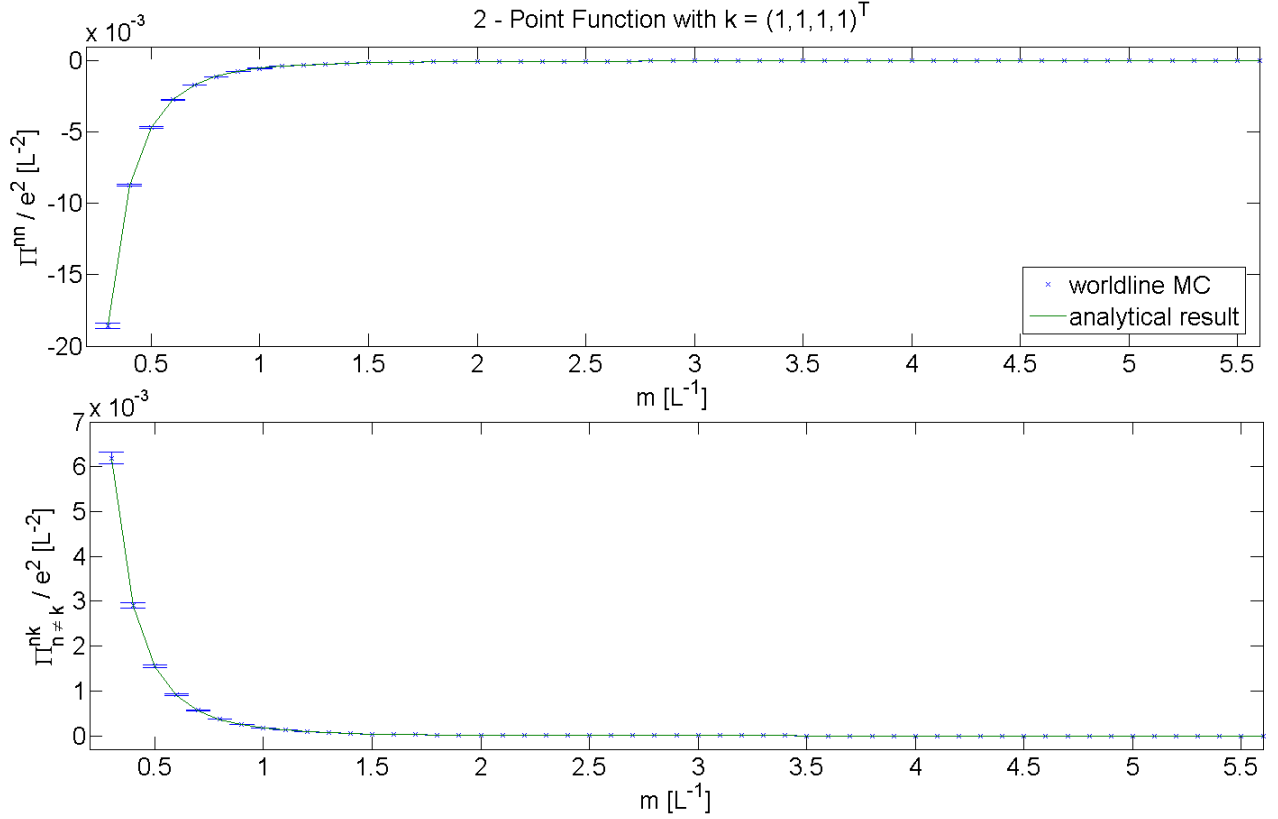 2 - Point Function with k = (1,1,1,1)^T
x 10^-3
0
-5
-10
-15
-20
Π^nn / e^2 [L^-2]
worldline MC
analytical result
0.5 1 1.5 2 2.5 3 3.5 4 4.5 5 5.5
m [L^-1]
x 10^-3
7
6
5
4
3
2
1
0
Π^nk_n ≠ k / e^2 [L^-2]
0.5 1 1.5 2 2.5 3 3.5 4 4.5 5 5.5
m [L^-1]